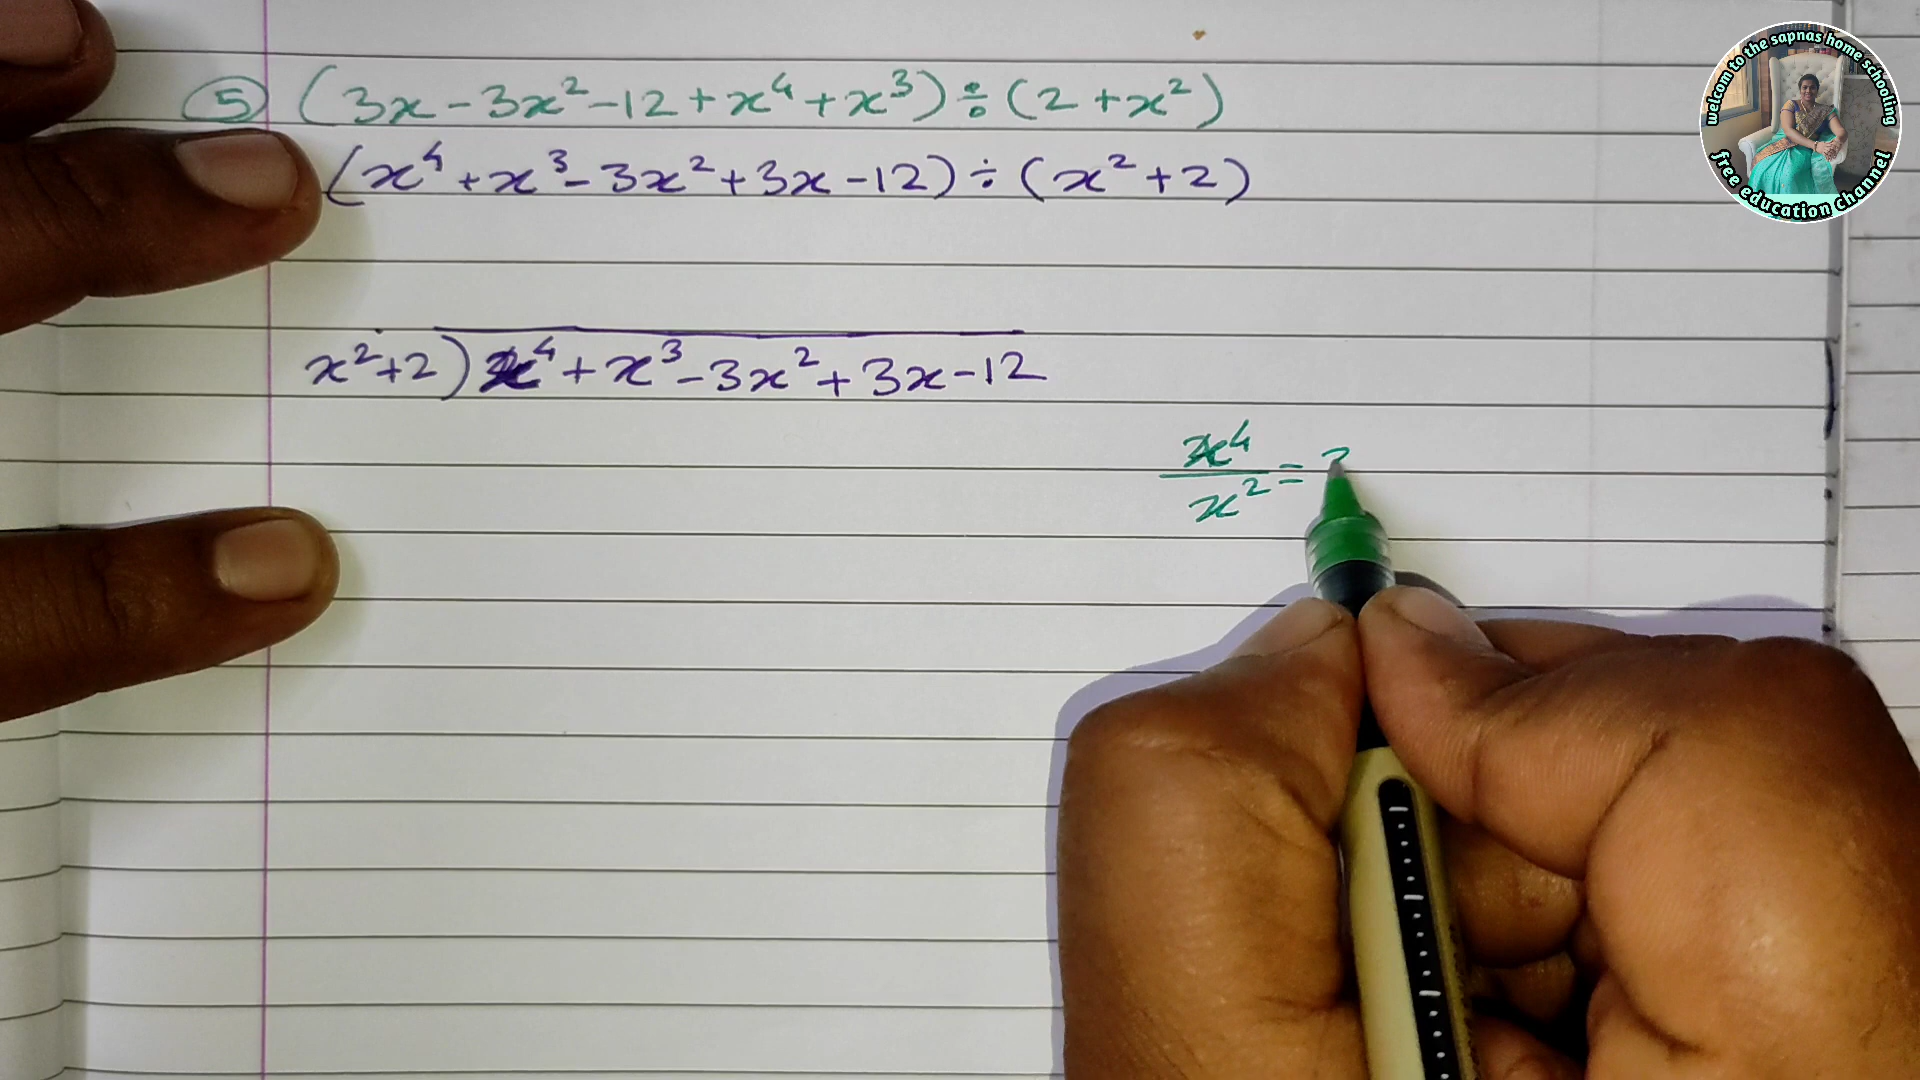 5 (3x - 3x² - 12 + x⁴ + x³) ÷ (2 + x²)
(x⁴ + x³ - 3x² + 3x - 12) ÷ (x² + 2)
x² + 2 ) x⁴ + x³ - 3x² + 3x - 12
x⁴
x² =
welcom to the sapnas home schooling
free education channel